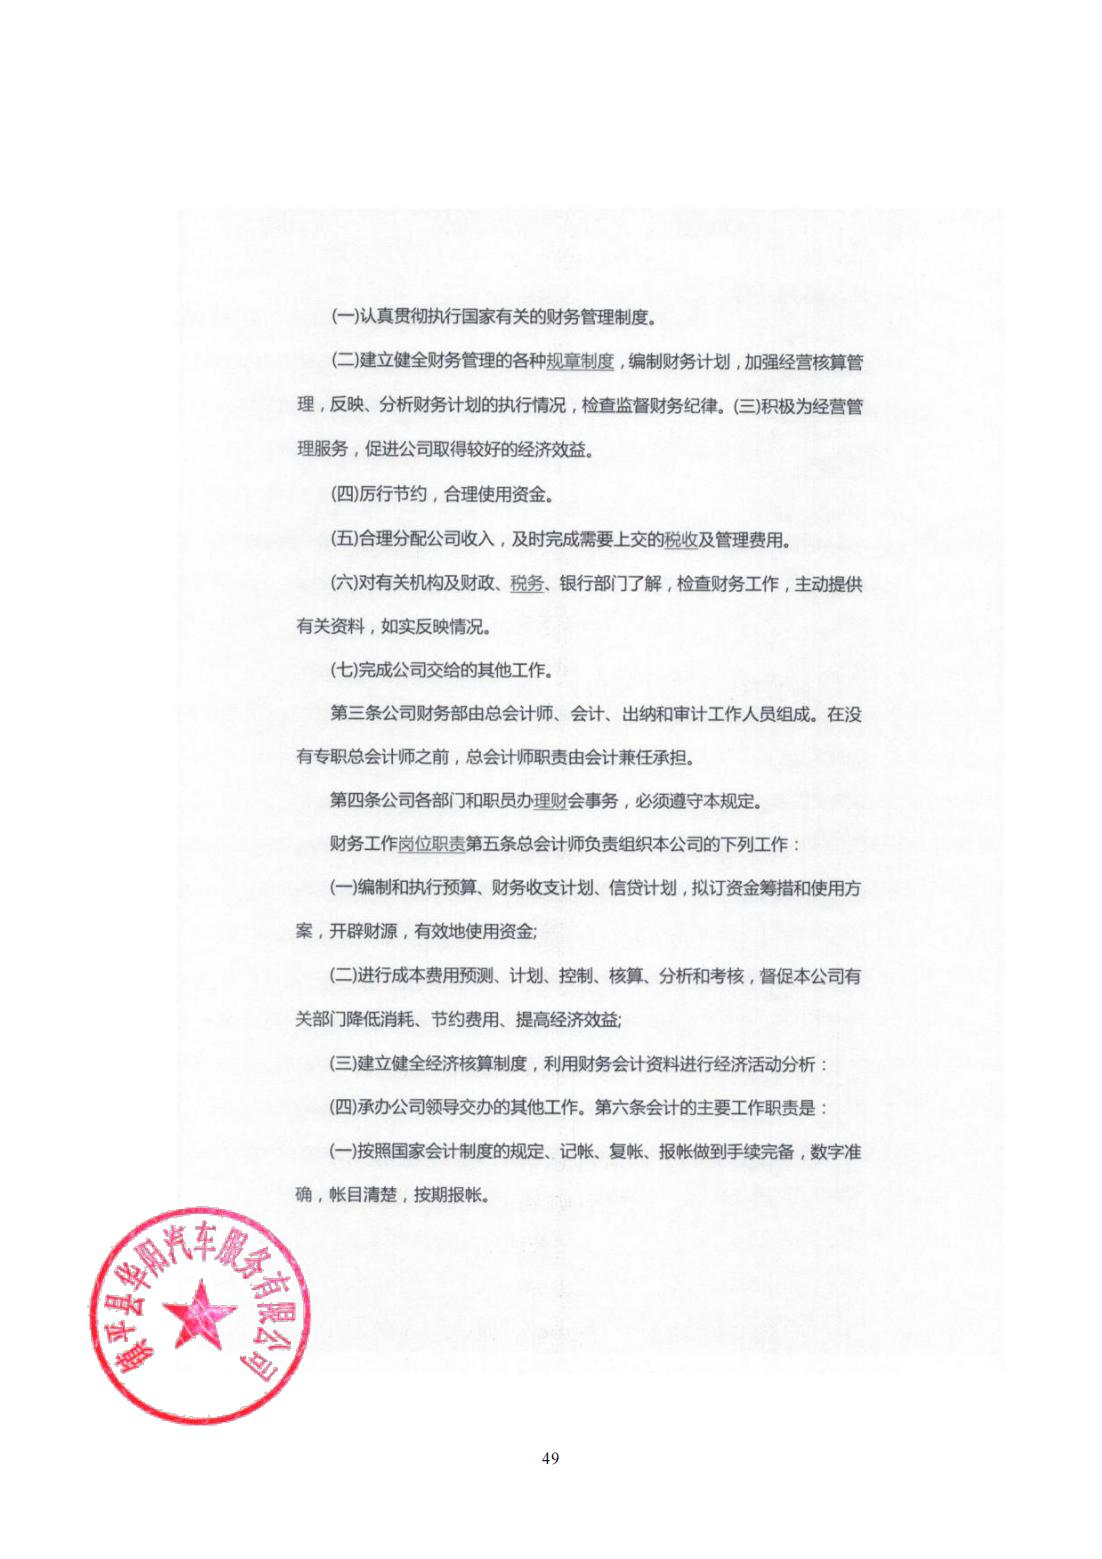 (一)认真贯彻执行国家有关的财务管理制度。
(二)建立健全财务管理的各种规章制度，编制财务计划，加强经营核算管
理，反映、分析财务计划的执行情况，检查监督财务纪律。(三)积极为经营管
理服务，促进公司取得较好的经济效益。
(四)厉行节约，合理使用资金。
(五)合理分配公司收入，及时完成需要上交的税收及管理费用。
(六)对有关机构及财政、税务、银行部门了解，检查财务工作，主动提供
有关资料，如实反映情况。
(七)完成公司交给的其他工作。
第三条公司财务部由总会计师、会计、出纳和审计工作人员组成。在没
有专职总会计师之前，总会计师职责由会计兼任承担。
第四条公司各部门和职员办理财会事务，必须遵守本规定。
财务工作岗位职责第五条总会计师负责组织本公司的下列工作：
(一)编制和执行预算、财务收支计划、信贷计划，拟订资金筹措和使用方
案，开辟财源，有效地使用资金;
(二)进行成本费用预测、计划、控制、核算、分析和考核，督促本公司有
关部门降低消耗、节约费用、提高经济效益;
(三)建立健全经济核算制度，利用财务会计资料进行经济活动分析：
(四)承办公司领导交办的其他工作。第六条会计的主要工作职责是：
(一)按照国家会计制度的规定、记帐、复帐、报帐做到手续完备，数字准
确，帐目清楚，按期报帐。
镇平县华阳汽车服务有限公司
49